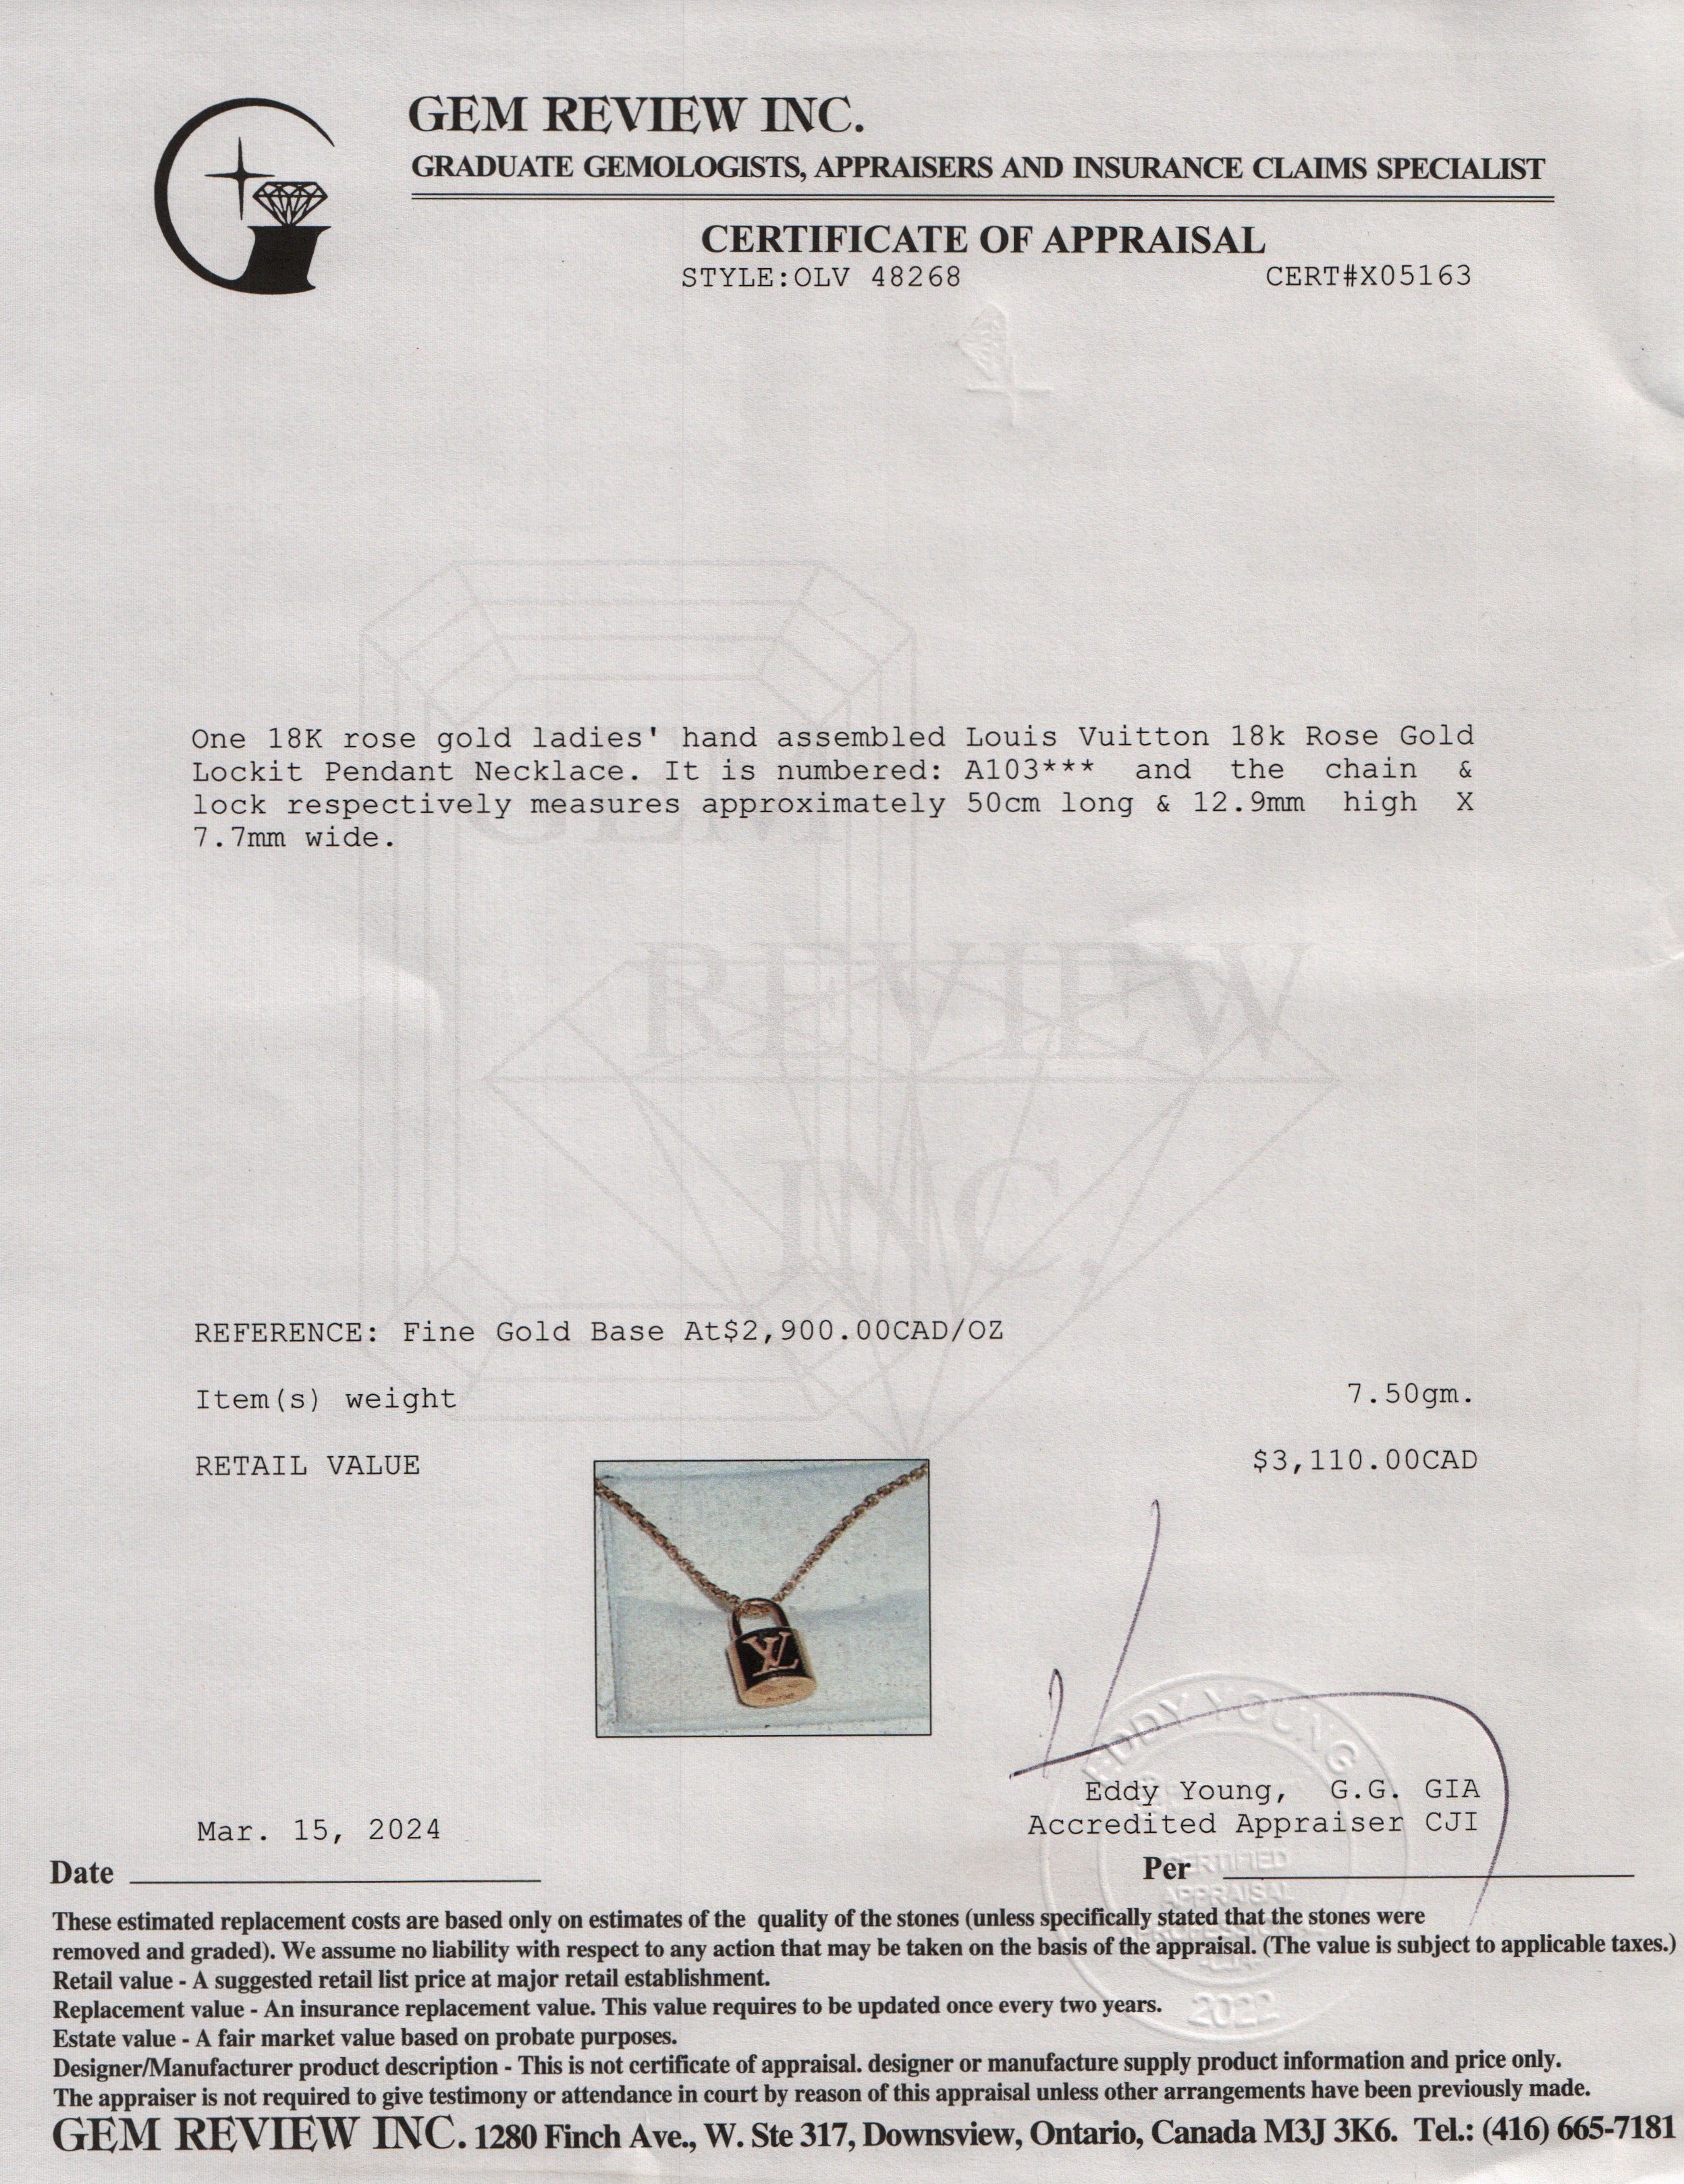 GEM REVIEW INC.
GRADUATE GEMOLOGISTS, APPRAISERS AND INSURANCE CLAIMS SPECIALIST
CERTIFICATE OF APPRAISAL
STYLE:OLV 48268 CERT#X05163
One 18K rose gold ladies' hand assembled Louis Vuitton 18k Rose Gold
Lockit Pendant Necklace. It is numbered: A103*** and the chain &
lock respectively measures approximately 50cm long & 12.9mm high X
7.7mm wide.
GEM
REVIEW
INC.
REFERENCE: Fine Gold Base At$2,900.00CAD/OZ
Item(s) weight 7.50gm.
RETAIL VALUE $3,110.00CAD
LV
EDDY YOUNG
Eddy Young, G.G. GIA
Accredited Appraiser CJI
Mar. 15, 2024
Date
Per
CERTIFIED
APPRAISAL
PROFESSIONAL
2022
These estimated replacement costs are based only on estimates of the quality of the stones (unless specifically stated that the stones were
removed and graded). We assume no liability with respect to any action that may be taken on the basis of the appraisal. (The value is subject to applicable taxes.)
Retail value - A suggested retail list price at major retail establishment.
Replacement value - An insurance replacement value. This value requires to be updated once every two years.
Estate value - A fair market value based on probate purposes.
Designer/Manufacturer product description - This is not certificate of appraisal. designer or manufacture supply product information and price only.
The appraiser is not required to give testimony or attendance in court by reason of this appraisal unless other arrangements have been previously made.
GEM REVIEW INC. 1280 Finch Ave., W. Ste 317, Downsview, Ontario, Canada M3J 3K6. Tel.: (416) 665-7181